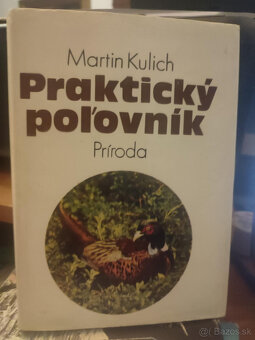 Martin Kulich
Praktický
poľovník
Príroda
@ Bazos.sk